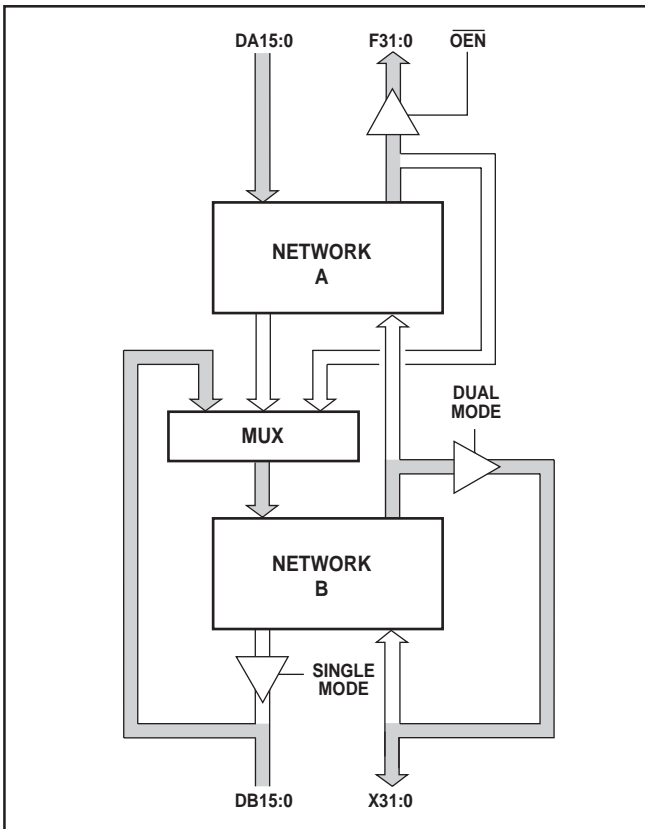 DA15:0
F31:0
OEN
NETWORK
A
DUAL
MODE
MUX
NETWORK
B
SINGLE
MODE
DB15:0
X31:0